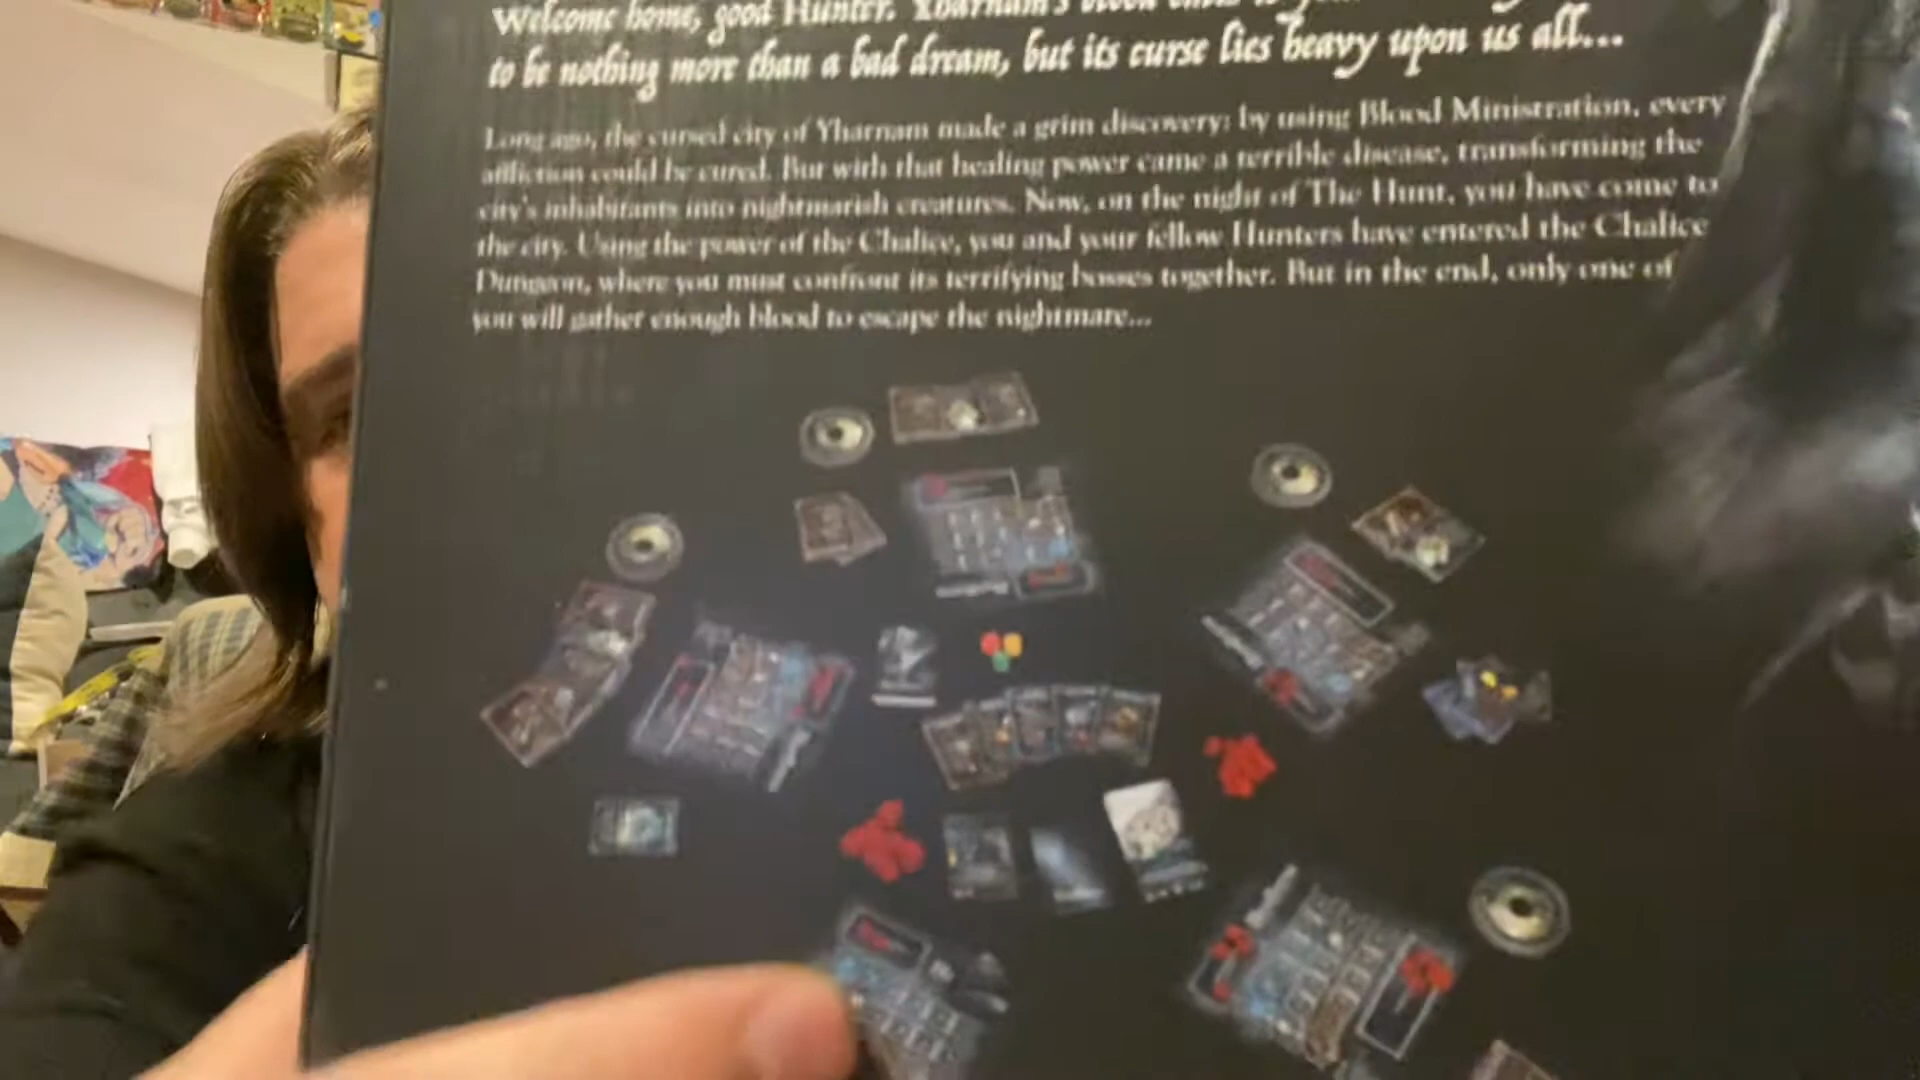 Welcome home, good Hunter. Yharnam's blood
to be nothing more than a bad dream, but its curse lies heavy upon us all...
Long ago, the cursed city of Yharnam made a grim discovery: by using Blood Ministration, every
affliction could be cured. But with that healing power came a terrible disease, transforming the
city's inhabitants into nightmarish creatures. Now, on the night of The Hunt, you have come to
the city. Using the power of the Chalice, you and your fellow Hunters have entered the Chalice
Dungeon, where you must confront its terrifying bosses together. But in the end, only one of
you will gather enough blood to escape the nightmare...